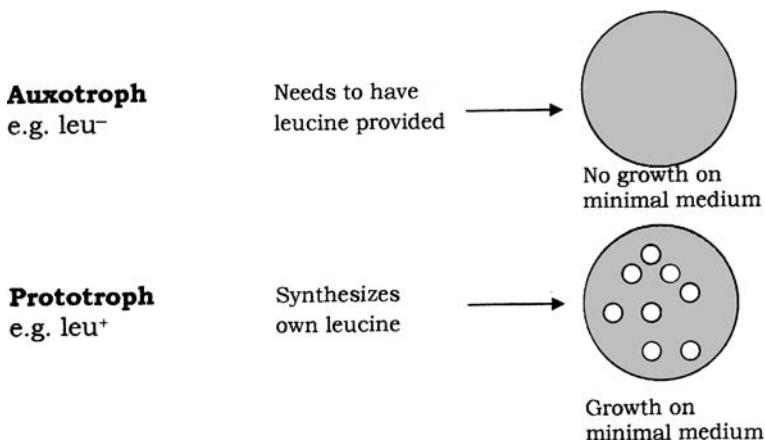 Auxotroph
e.g. leu⁻
Needs to have
leucine provided
No growth on
minimal medium
Prototroph
e.g. leu⁺
Synthesizes
own leucine
Growth on
minimal medium